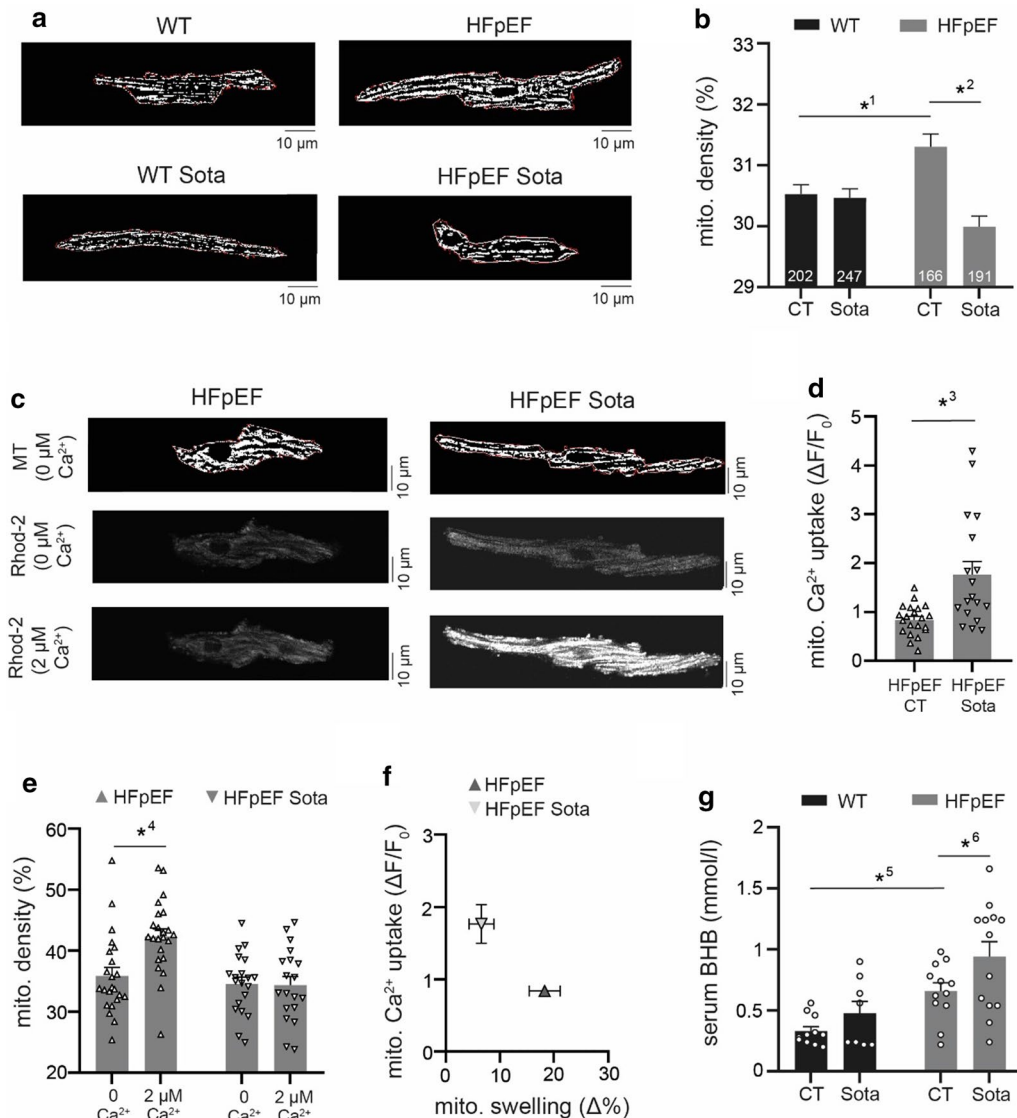 a
WT
HFpEF
10 µm
10 µm
WT Sota
HFpEF Sota
10 µm
10 µm
b
WT HFpEF
mito. density (%)
33
32
31
30
29
*1
*2
202 247 166 191
CT Sota CT Sota
c
HFpEF
HFpEF Sota
MT (0 µM Ca2+)
10 µm
10 µm
Rhod-2 (0 µM Ca2+)
10 µm
10 µm
Rhod-2 (2 µM Ca2+)
10 µm
10 µm
d
mito. Ca2+ uptake (ΔF/F0)
5
4
3
2
1
0
*3
HFpEF CT
HFpEF Sota
e
HFpEF HFpEF Sota
mito. density (%)
60
50
40
30
20
*4
0 Ca2+
2 µM Ca2+
0 Ca2+
2 µM Ca2+
f
HFpEF
HFpEF Sota
mito. Ca2+ uptake (ΔF/F0)
3
2
1
0
0 10 20 30
mito. swelling (Δ%)
g
WT HFpEF
serum BHB (mmol/l)
2
1.5
1
0.5
0
*5
*6
CT Sota CT Sota